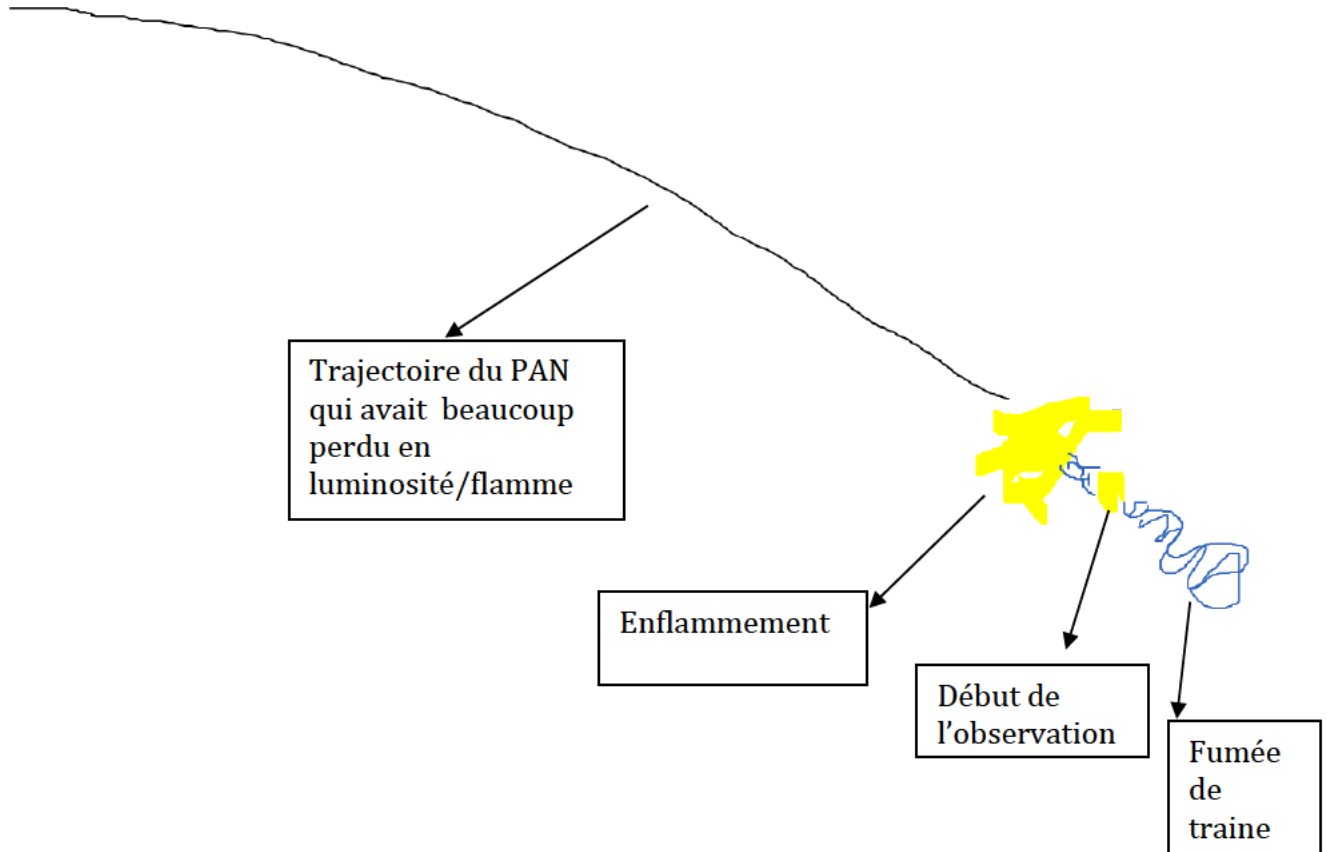 Trajectoire du PAN
qui avait beaucoup
perdu en
luminosité/flamme
Enflammement
Début de
l’observation
Fumée
de
traine